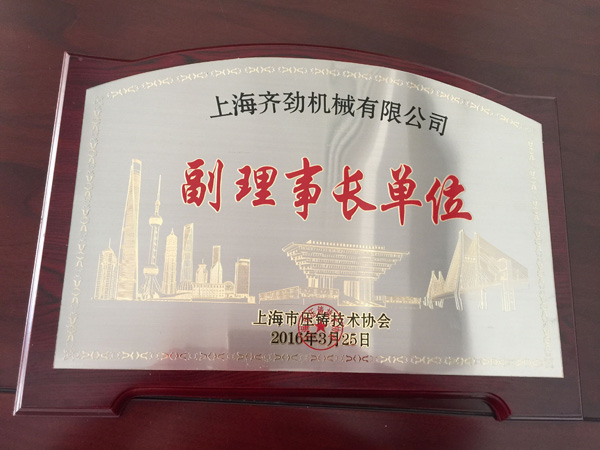 上海齐劲机械有限公司
副理事长单位
上海市压铸技术协会
2016年3月25日